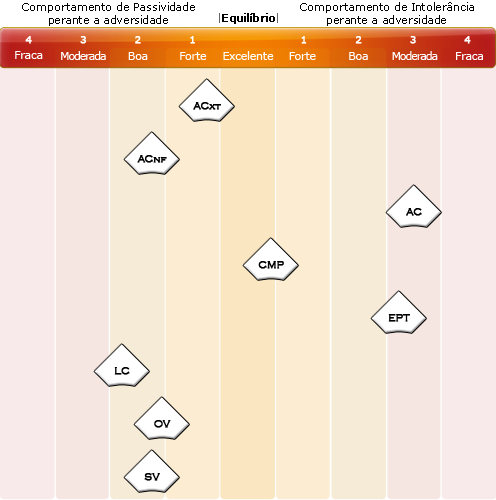 Comportamento de Passividade
perante a adversidade
|Equilíbrio|
Comportamento de Intolerância
perante a adversidade
4 3 2 1 1 2 3 4
Fraca Moderada Boa Forte Excelente Forte Boa Moderada Fraca
ACxt
ACnf
AC
CMP
EPT
LC
OV
SV